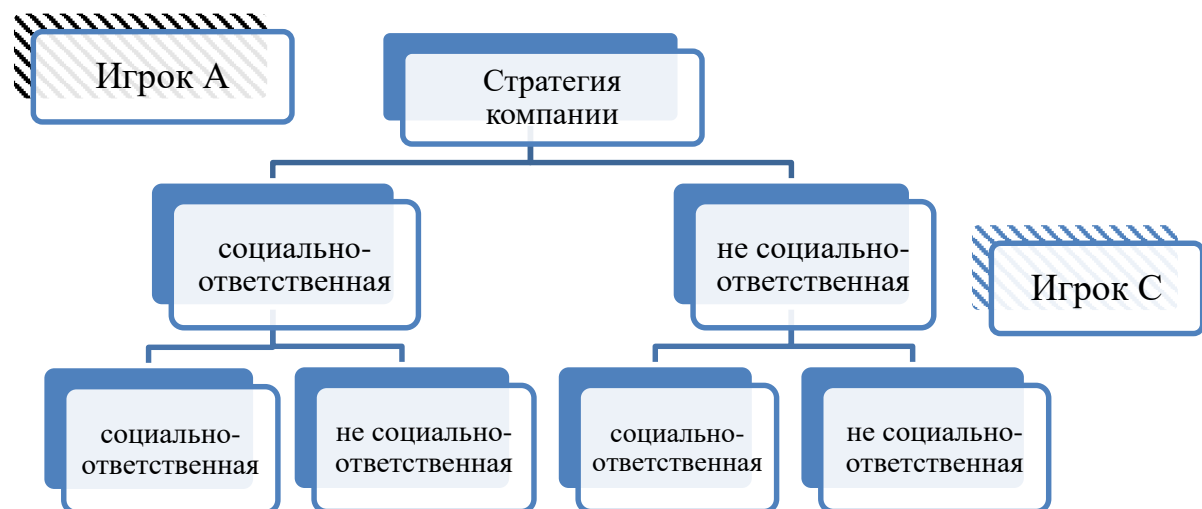 Игрок А
Стратегия
компании
социально-
ответственная
не социально-
ответственная
Игрок С
социально-
ответственная
не социально-
ответственная
социально-
ответственная
не социально-
ответственная